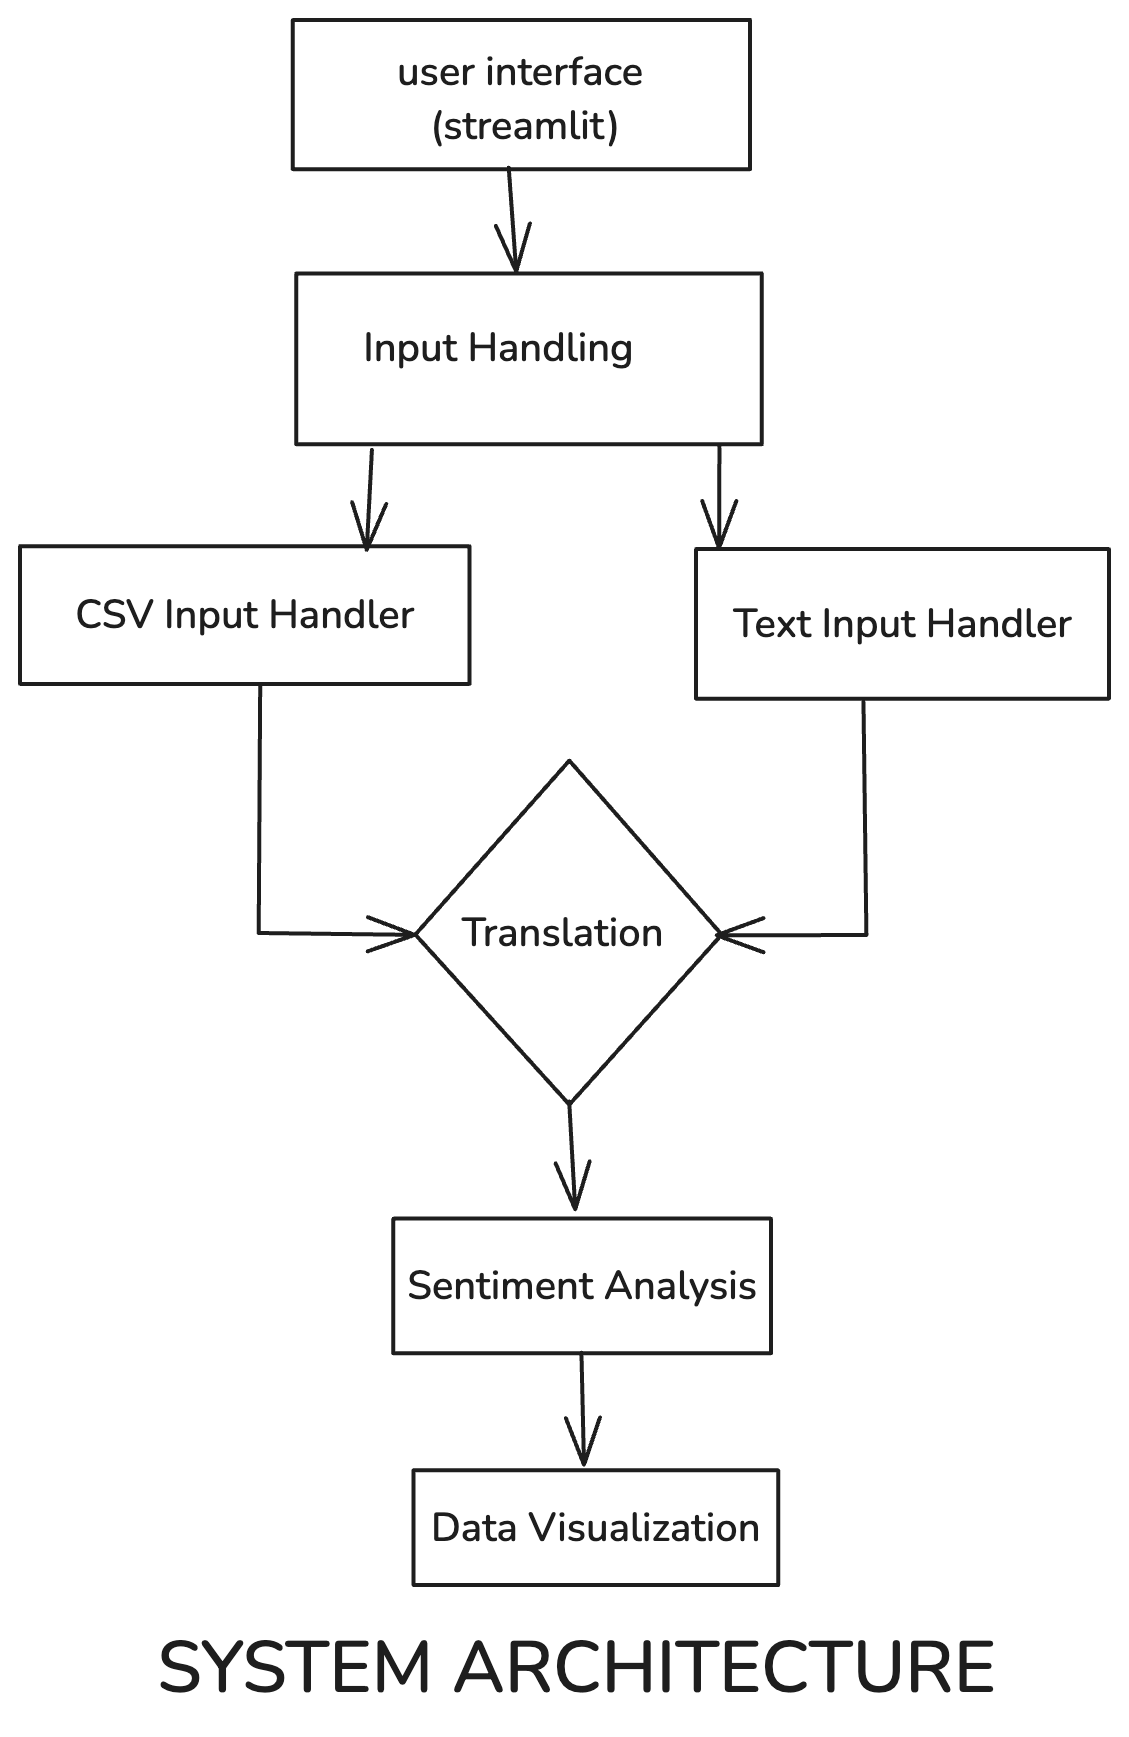 user interface
(streamlit)
Input Handling
CSV Input Handler
Text Input Handler
Translation
Sentiment Analysis
Data Visualization
SYSTEM ARCHITECTURE